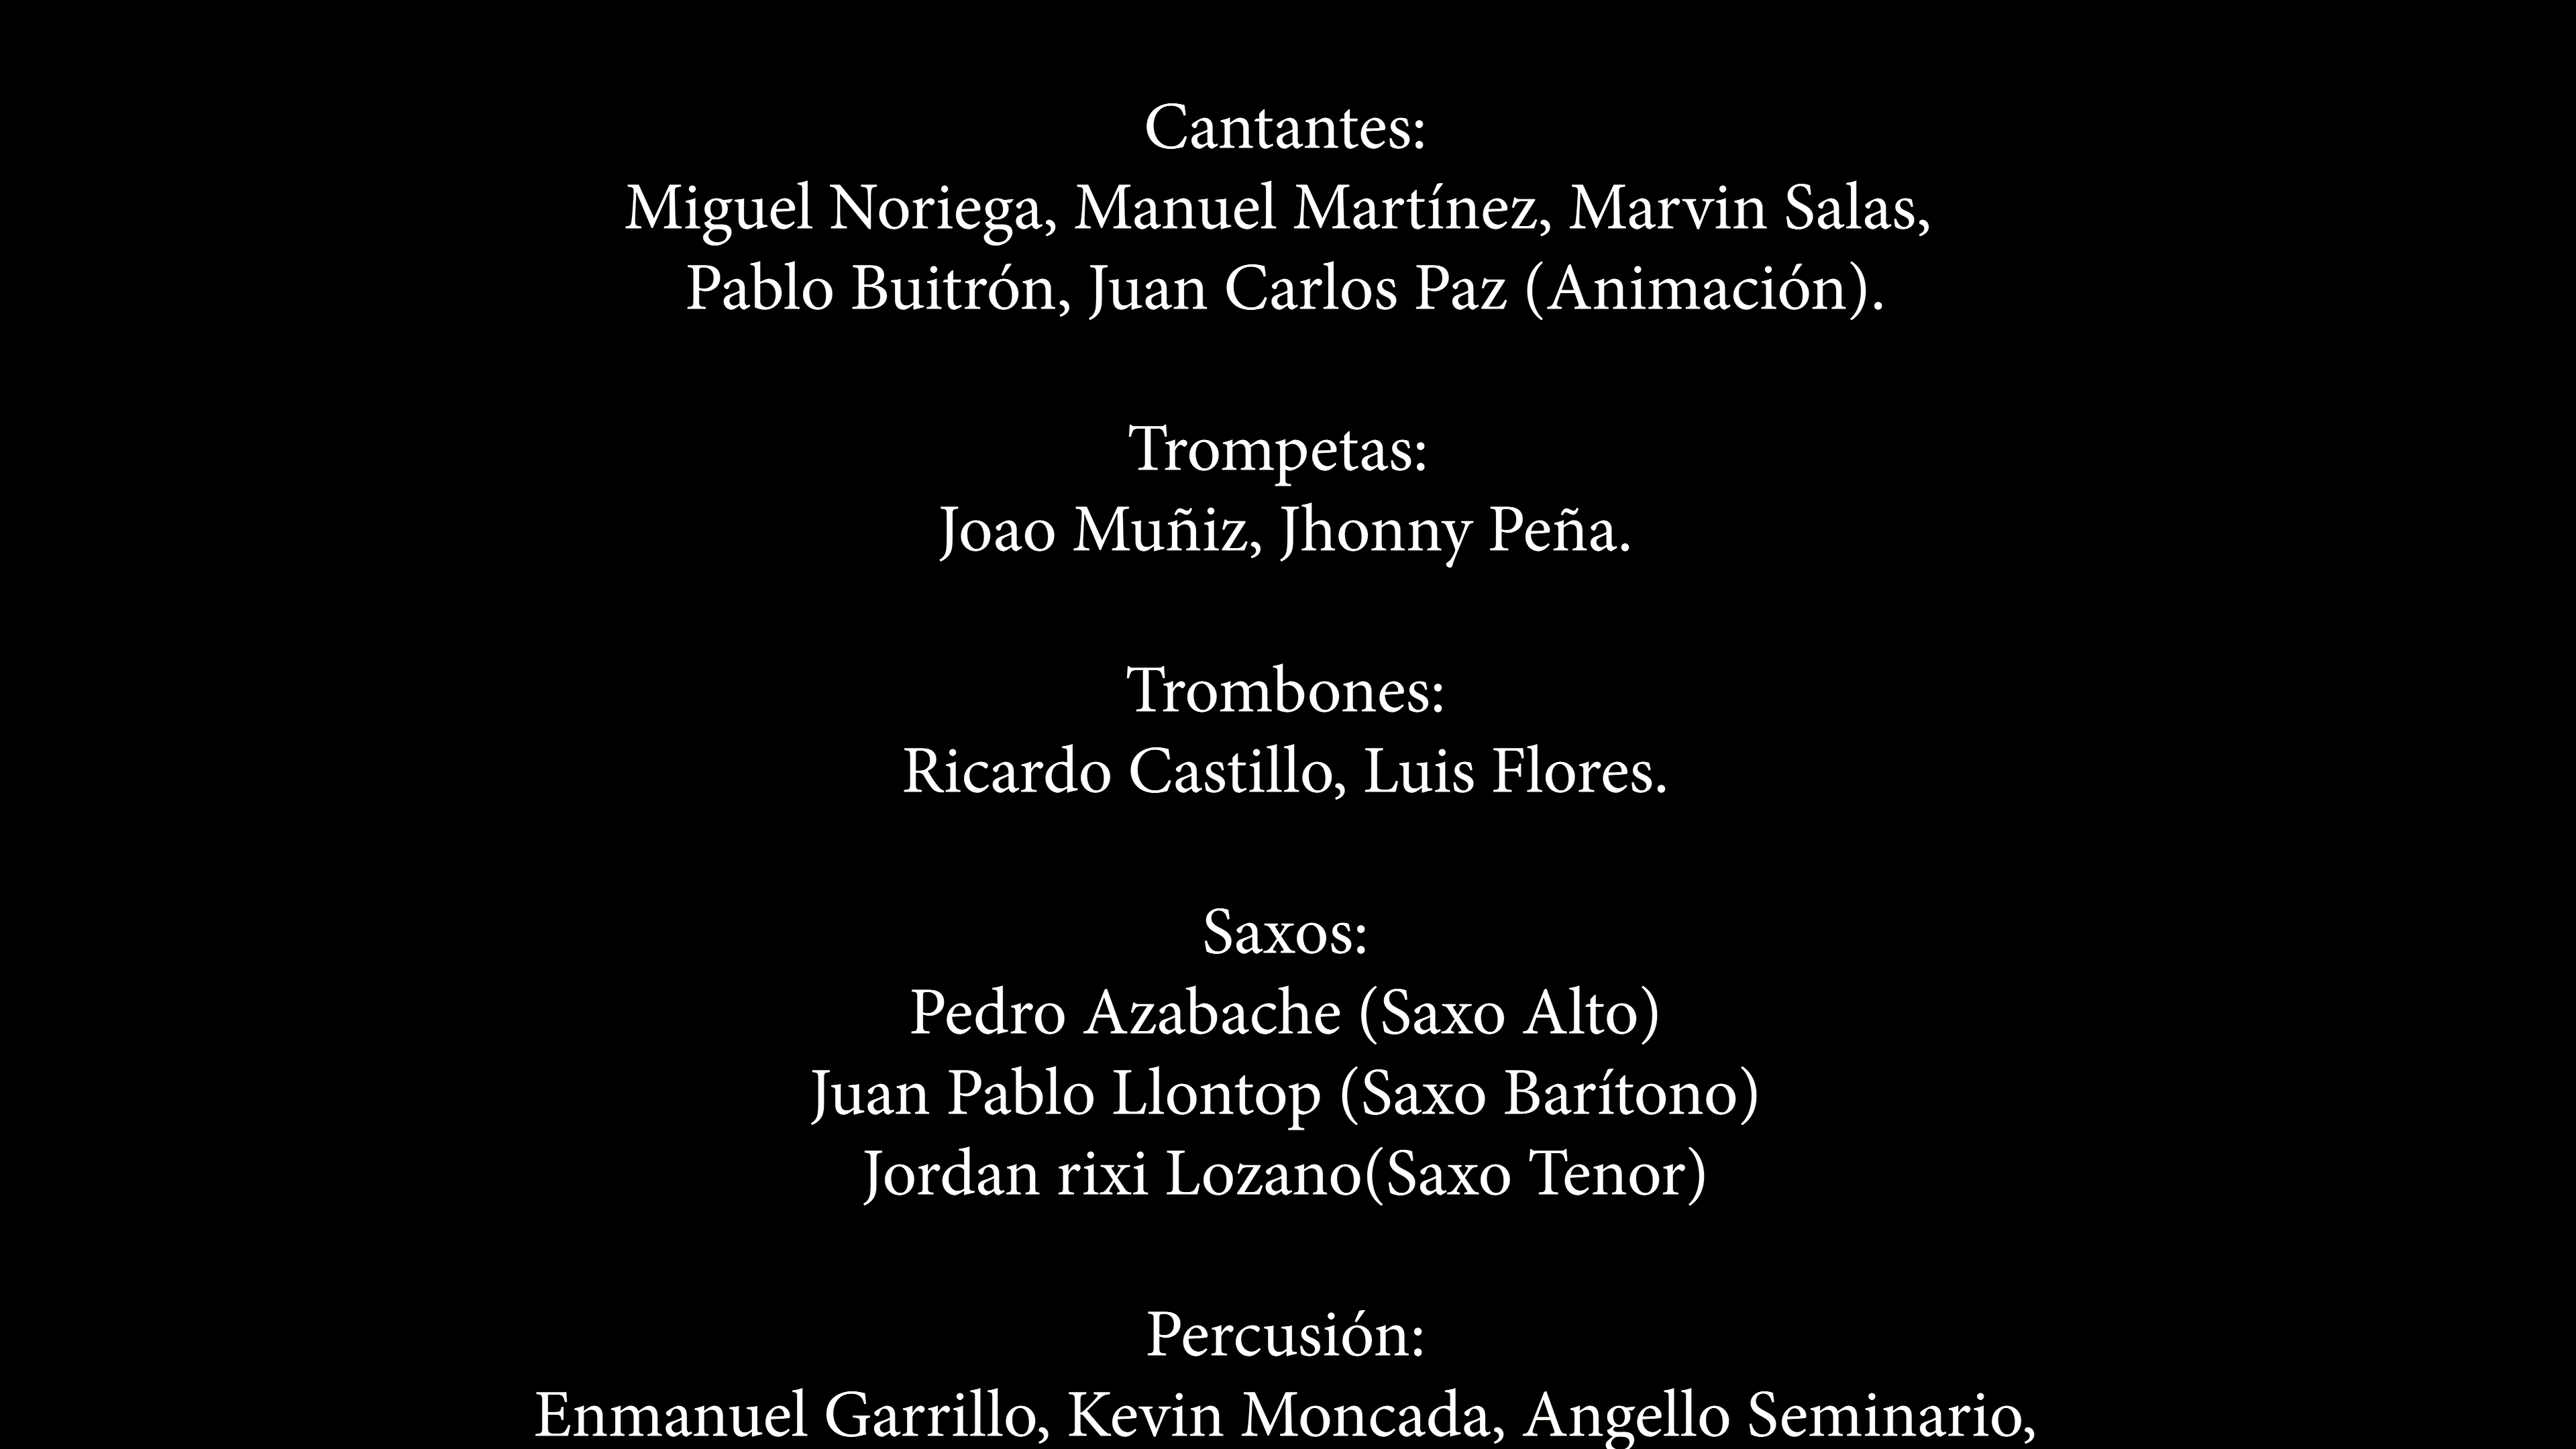 Cantantes:
Miguel Noriega, Manuel Martínez, Marvin Salas,
Pablo Buitrón, Juan Carlos Paz (Animación).
Trompetas:
Joao Muñiz, Jhonny Peña.
Trombones:
Ricardo Castillo, Luis Flores.
Saxos:
Pedro Azabache (Saxo Alto)
Juan Pablo Llontop (Saxo Barítono)
Jordan rixi Lozano(Saxo Tenor)
Percusión:
Enmanuel Garrillo, Kevin Moncada, Angello Seminario,